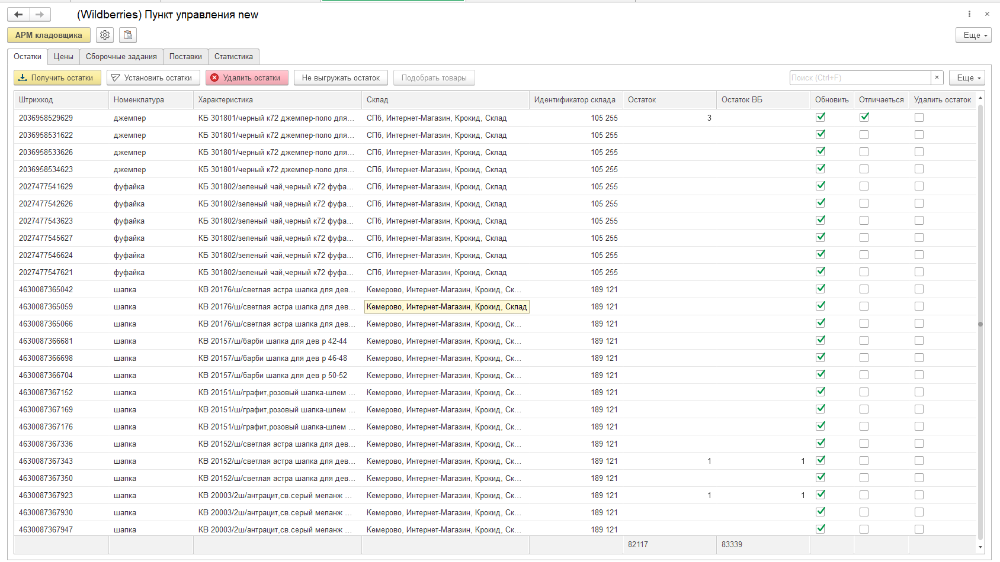 (Wildberries) Пункт управления new
АРМ кладовщика Еще
Остатки Цены Сборочные задания Поставки Статистика
Получить остатки Установить остатки Удалить остатки Не выгружать остаток Подобрать товары Поиск (Ctrl+F) × Еще
Штрихкод Номенклатура Характеристика Склад Идентификатор склада Остаток Остаток ВБ Обновить Отличаеться Удалить остаток
2036958529629 джемпер КБ 301801/черный к72 джемпер-поло для... СПб, Интернет-Магазин, Крокид, Склад 105 255 3
2036958531622 джемпер КБ 301801/черный к72 джемпер-поло для... СПб, Интернет-Магазин, Крокид, Склад 105 255
2036958533626 джемпер КБ 301801/черный к72 джемпер-поло для... СПб, Интернет-Магазин, Крокид, Склад 105 255
2036958534623 джемпер КБ 301801/черный к72 джемпер-поло для... СПб, Интернет-Магазин, Крокид, Склад 105 255
2027477541629 фуфайка КБ 301802/зеленый чай,черный к72 фуфа... СПб, Интернет-Магазин, Крокид, Склад 105 255
2027477542626 фуфайка КБ 301802/зеленый чай,черный к72 фуфа... СПб, Интернет-Магазин, Крокид, Склад 105 255
2027477543623 фуфайка КБ 301802/зеленый чай,черный к72 фуфа... СПб, Интернет-Магазин, Крокид, Склад 105 255
2027477545627 фуфайка КБ 301802/зеленый чай,черный к72 фуфа... СПб, Интернет-Магазин, Крокид, Склад 105 255
2027477546624 фуфайка КБ 301802/зеленый чай,черный к72 фуфа... СПб, Интернет-Магазин, Крокид, Склад 105 255
2027477547621 фуфайка КБ 301802/зеленый чай,черный к72 фуфа... СПб, Интернет-Магазин, Крокид, Склад 105 255
4630087365042 шапка КВ 20176/ш/светлая астра шапка для дев... Кемерово, Интернет-Магазин, Крокид, Ск... 189 121
4630087365059 шапка КВ 20176/ш/светлая астра шапка для дев... Кемерово, Интернет-Магазин, Крокид, Склад 189 121
4630087365066 шапка КВ 20176/ш/светлая астра шапка для дев... Кемерово, Интернет-Магазин, Крокид, Ск... 189 121
4630087366681 шапка КВ 20157/ш/барби шапка для дев р 42-44 Кемерово, Интернет-Магазин, Крокид, Ск... 189 121
4630087366698 шапка КВ 20157/ш/барби шапка для дев р 46-48 Кемерово, Интернет-Магазин, Крокид, Ск... 189 121
4630087366704 шапка КВ 20157/ш/барби шапка для дев р 50-52 Кемерово, Интернет-Магазин, Крокид, Ск... 189 121
4630087367152 шапка КВ 20151/ш/графит,розовый шапка-шлем ... Кемерово, Интернет-Магазин, Крокид, Ск... 189 121
4630087367169 шапка КВ 20151/ш/графит,розовый шапка-шлем ... Кемерово, Интернет-Магазин, Крокид, Ск... 189 121
4630087367176 шапка КВ 20151/ш/графит,розовый шапка-шлем ... Кемерово, Интернет-Магазин, Крокид, Ск... 189 121
4630087367336 шапка КВ 20152/ш/светлая астра шапка для дев... Кемерово, Интернет-Магазин, Крокид, Ск... 189 121
4630087367343 шапка КВ 20152/ш/светлая астра шапка для дев... Кемерово, Интернет-Магазин, Крокид, Ск... 189 121 1 1
4630087367350 шапка КВ 20152/ш/светлая астра шапка для дев... Кемерово, Интернет-Магазин, Крокид, Ск... 189 121
4630087367923 шапка КВ 20003/2ш/антрацит,св.серый меланж ... Кемерово, Интернет-Магазин, Крокид, Ск... 189 121 1 1
4630087367930 шапка КВ 20003/2ш/антрацит,св.серый меланж ... Кемерово, Интернет-Магазин, Крокид, Ск... 189 121
4630087367947 шапка КВ 20003/2ш/антрацит,св.серый меланж ... Кемерово, Интернет-Магазин, Крокид, Ск... 189 121
82117 83339